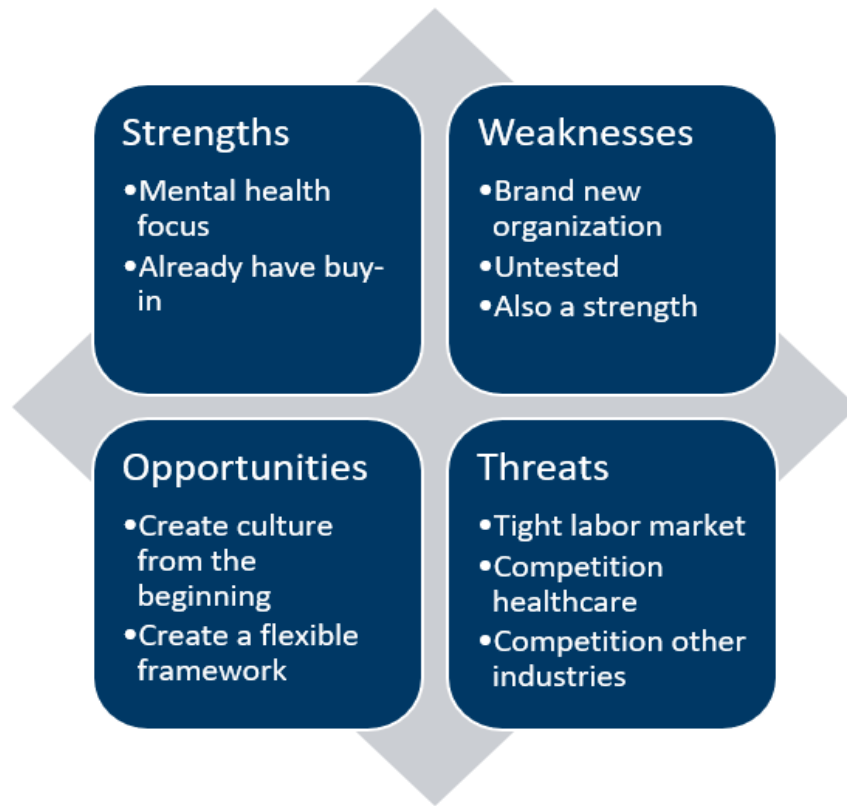 Strengths
•Mental health
focus
•Already have buy-
in
Weaknesses
•Brand new
organization
•Untested
•Also a strength
Opportunities
•Create culture
from the
beginning
•Create a flexible
framework
Threats
•Tight labor market
•Competition
healthcare
•Competition other
industries